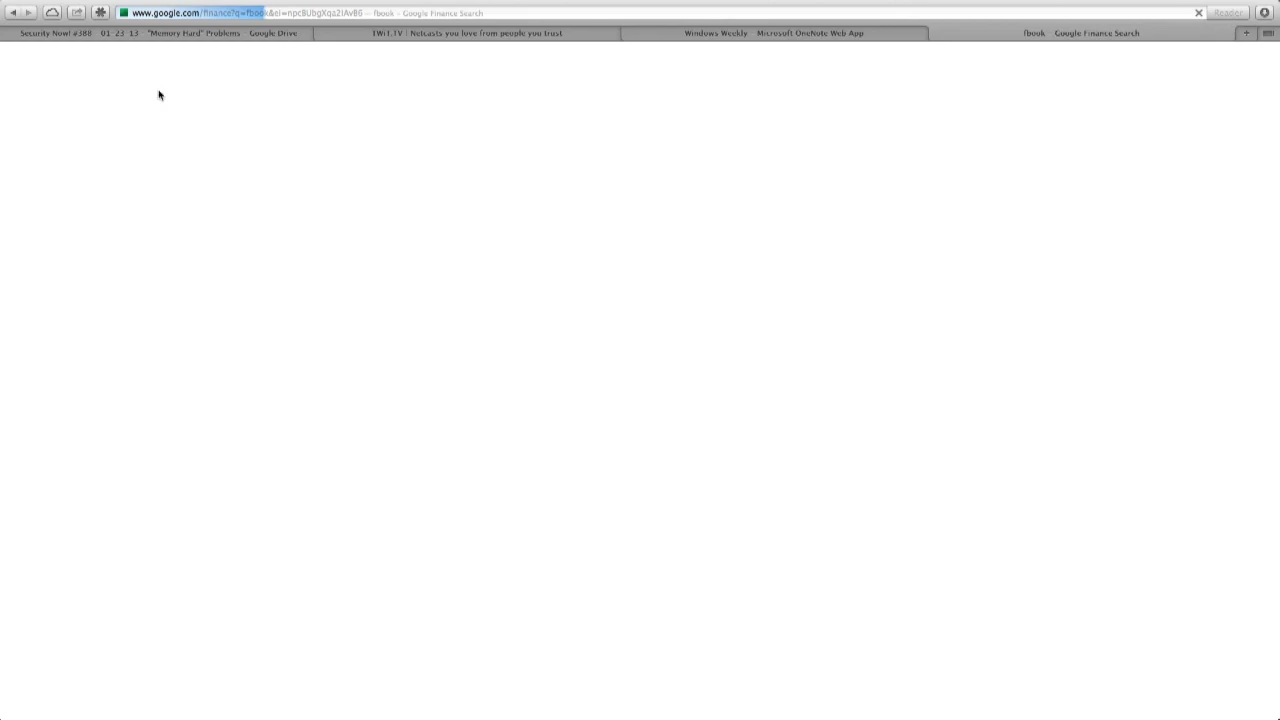 www.google.com/finance?q=fbook&ei=npcBUbgXqa2IAvB6 — fbook – Google Finance Search
Reader
Security Now! #388 01-23-13 "Memory Hard" Problems - Google Drive
TWiT.TV | Netcasts you love from people you trust
Windows Weekly - Microsoft OneNote Web App
fbook - Google Finance Search
+